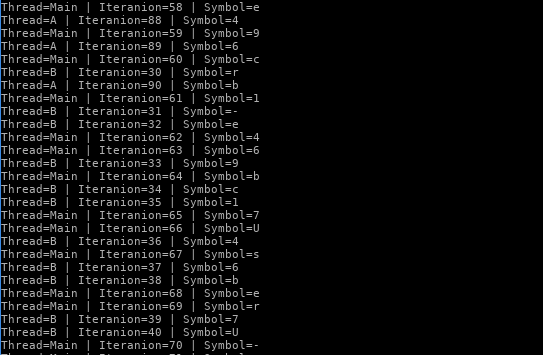 Thread=Main | Iteranion=58 | Symbol=e
Thread=A | Iteranion=88 | Symbol=4
Thread=Main | Iteranion=59 | Symbol=9
Thread=A | Iteranion=89 | Symbol=6
Thread=Main | Iteranion=60 | Symbol=c
Thread=B | Iteranion=30 | Symbol=r
Thread=A | Iteranion=90 | Symbol=b
Thread=Main | Iteranion=61 | Symbol=1
Thread=B | Iteranion=31 | Symbol=-
Thread=B | Iteranion=32 | Symbol=e
Thread=Main | Iteranion=62 | Symbol=4
Thread=Main | Iteranion=63 | Symbol=6
Thread=B | Iteranion=33 | Symbol=9
Thread=Main | Iteranion=64 | Symbol=b
Thread=B | Iteranion=34 | Symbol=c
Thread=B | Iteranion=35 | Symbol=1
Thread=Main | Iteranion=65 | Symbol=7
Thread=Main | Iteranion=66 | Symbol=U
Thread=B | Iteranion=36 | Symbol=4
Thread=Main | Iteranion=67 | Symbol=s
Thread=B | Iteranion=37 | Symbol=6
Thread=B | Iteranion=38 | Symbol=b
Thread=Main | Iteranion=68 | Symbol=e
Thread=Main | Iteranion=69 | Symbol=r
Thread=B | Iteranion=39 | Symbol=7
Thread=B | Iteranion=40 | Symbol=U
Thread=Main | Iteranion=70 | Symbol=-